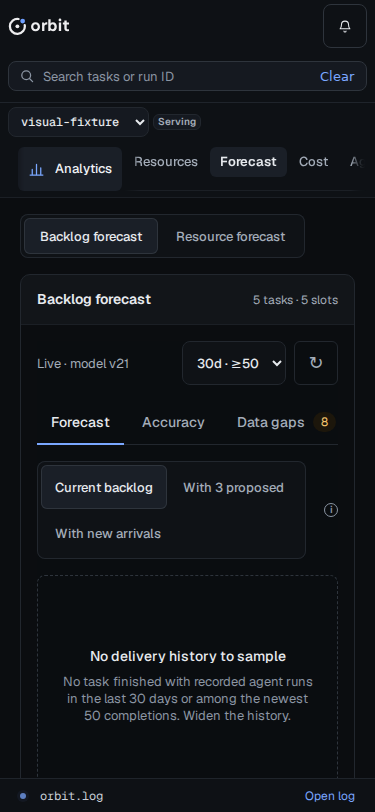 orbit
Search tasks or run ID Clear
visual-fixture Serving
Analytics Resources Forecast Cost
Backlog forecast Resource forecast
Backlog forecast 5 tasks · 5 slots
Live · model v21 30d · ≥50 ↻
Forecast Accuracy Data gaps 8
Current backlog With 3 proposed
With new arrivals
No delivery history to sample
No task finished with recorded agent runs
in the last 30 days or among the newest
50 completions. Widen the history.
orbit.log Open log